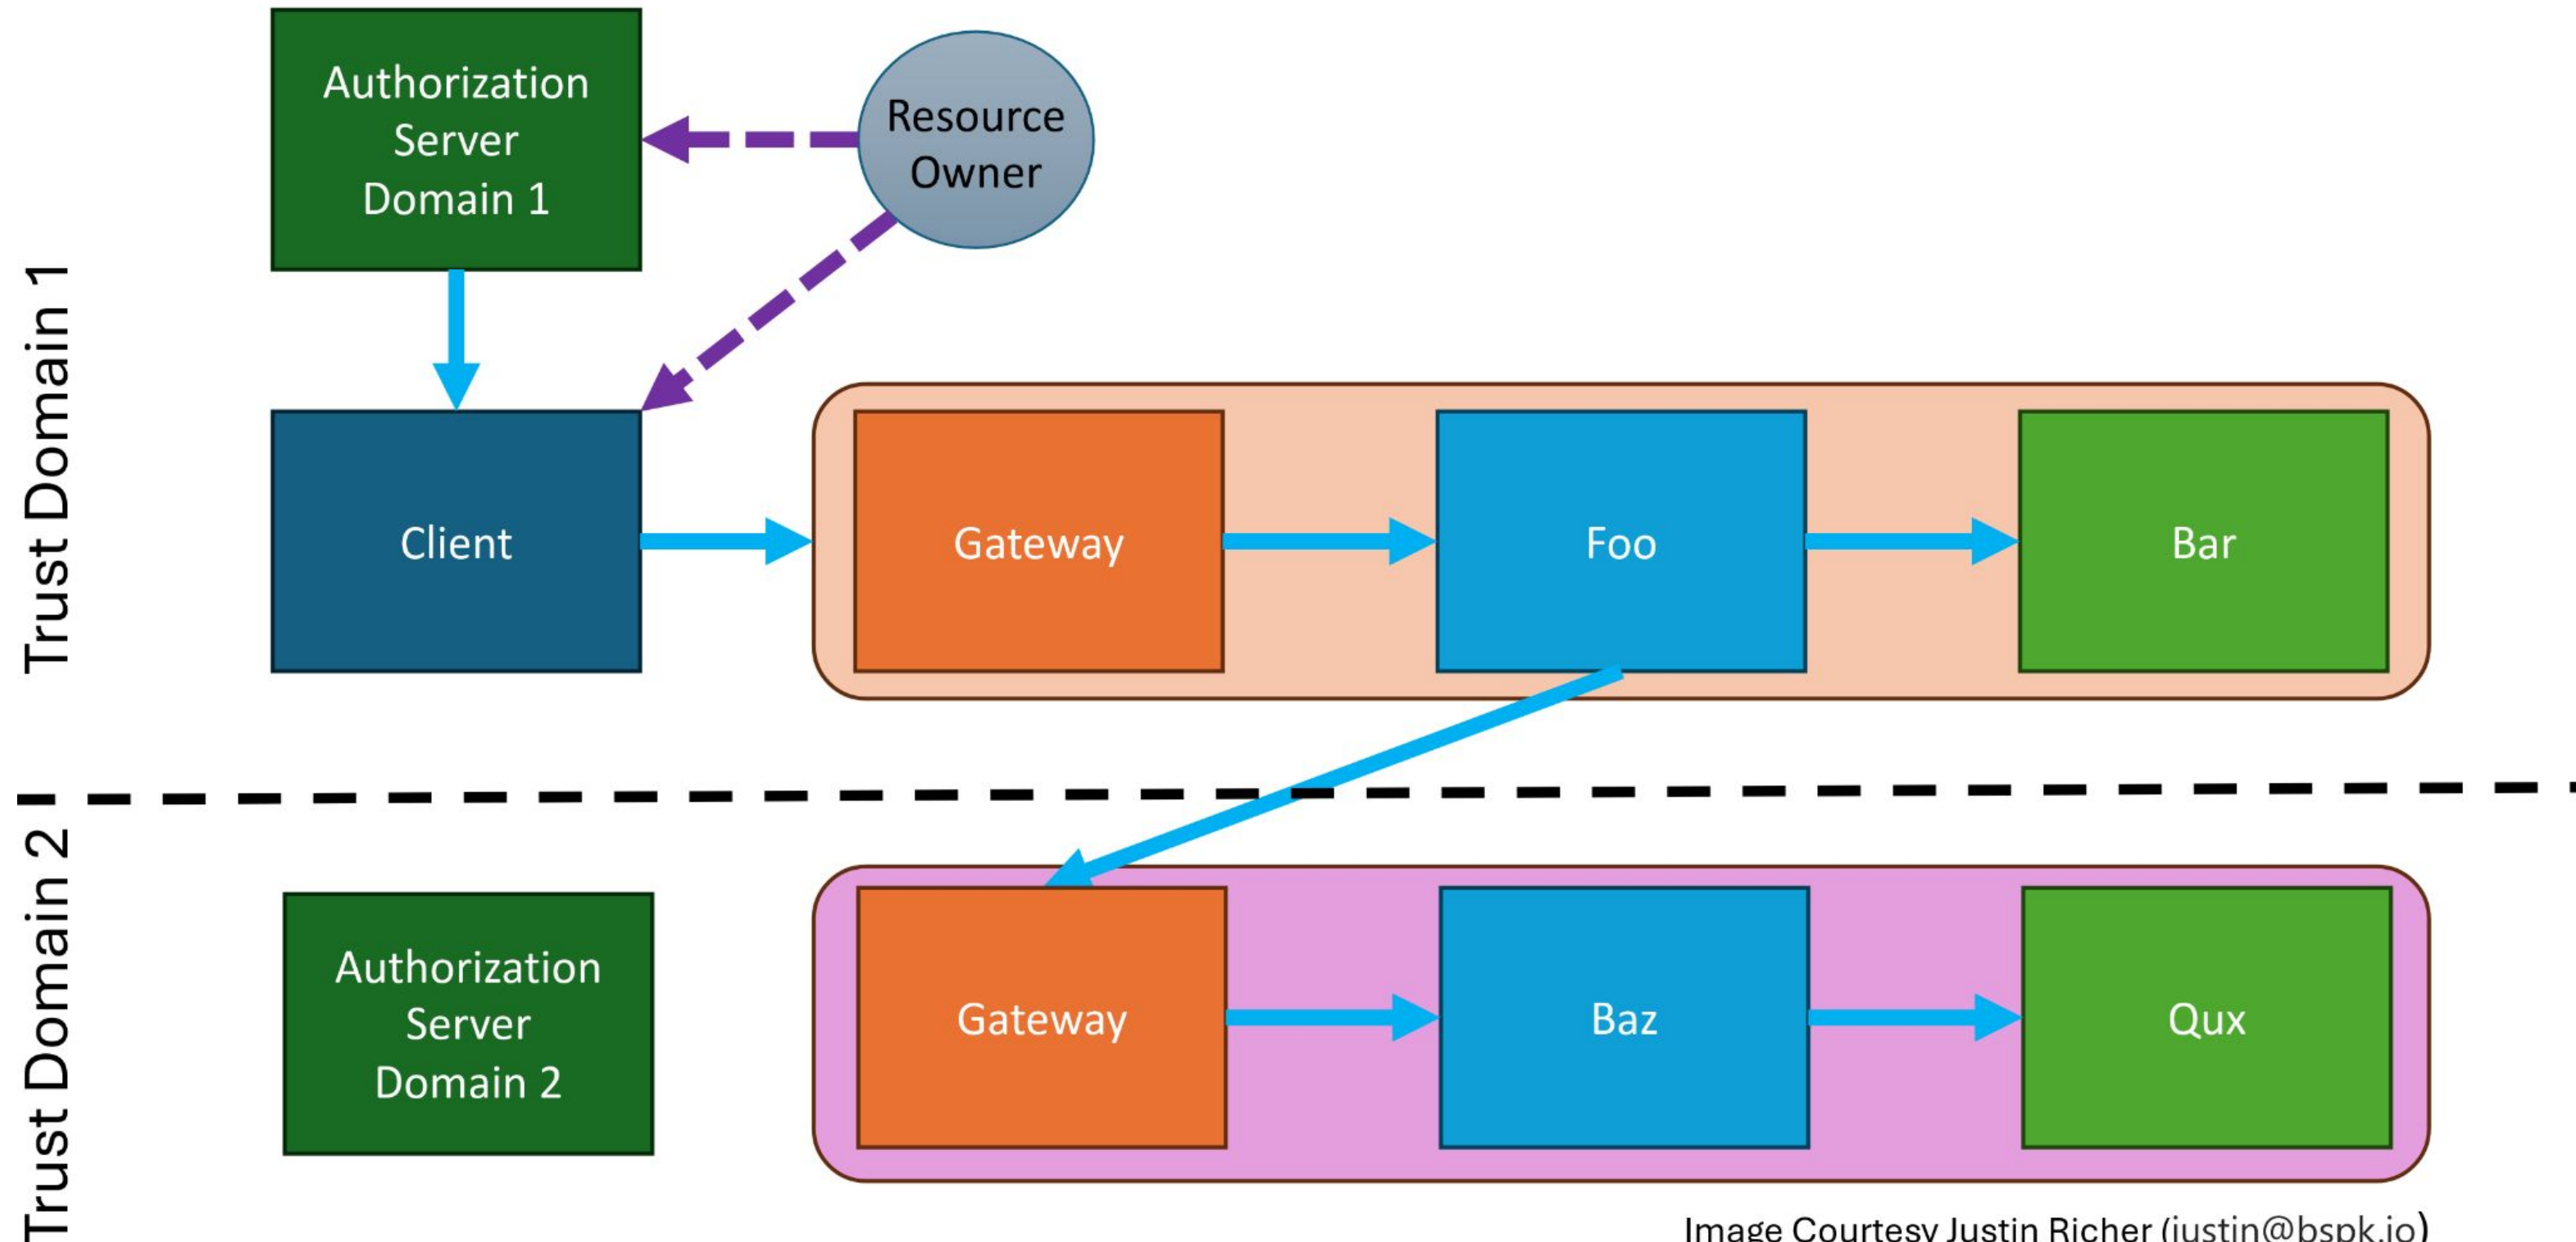 Trust Domain 1
Authorization
Server
Domain 1
Resource
Owner
Client
Gateway
Foo
Bar
Trust Domain 2
Authorization
Server
Domain 2
Gateway
Baz
Qux
Image Courtesy Justin Richer (justin@bspk.io)